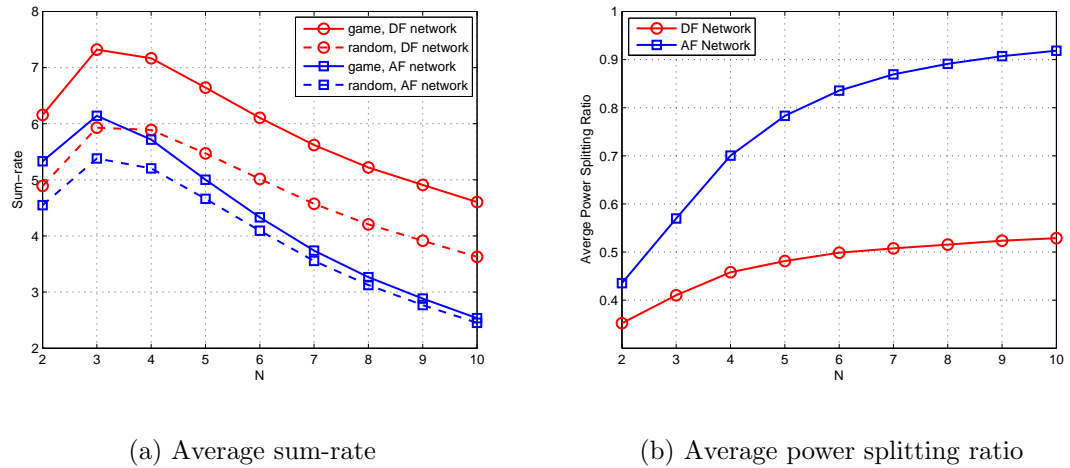 game, DF network
random, DF network
game, AF network
random, AF network
8
7
6
5
4
3
2
Sum−rate
2 3 4 5 6 7 8 9 10
N
(a) Average sum-rate
DF Network
AF Network
1
0.9
0.8
0.7
0.6
0.5
0.4
Averge Power Splitting Ratio
2 3 4 5 6 7 8 9 10
N
(b) Average power splitting ratio